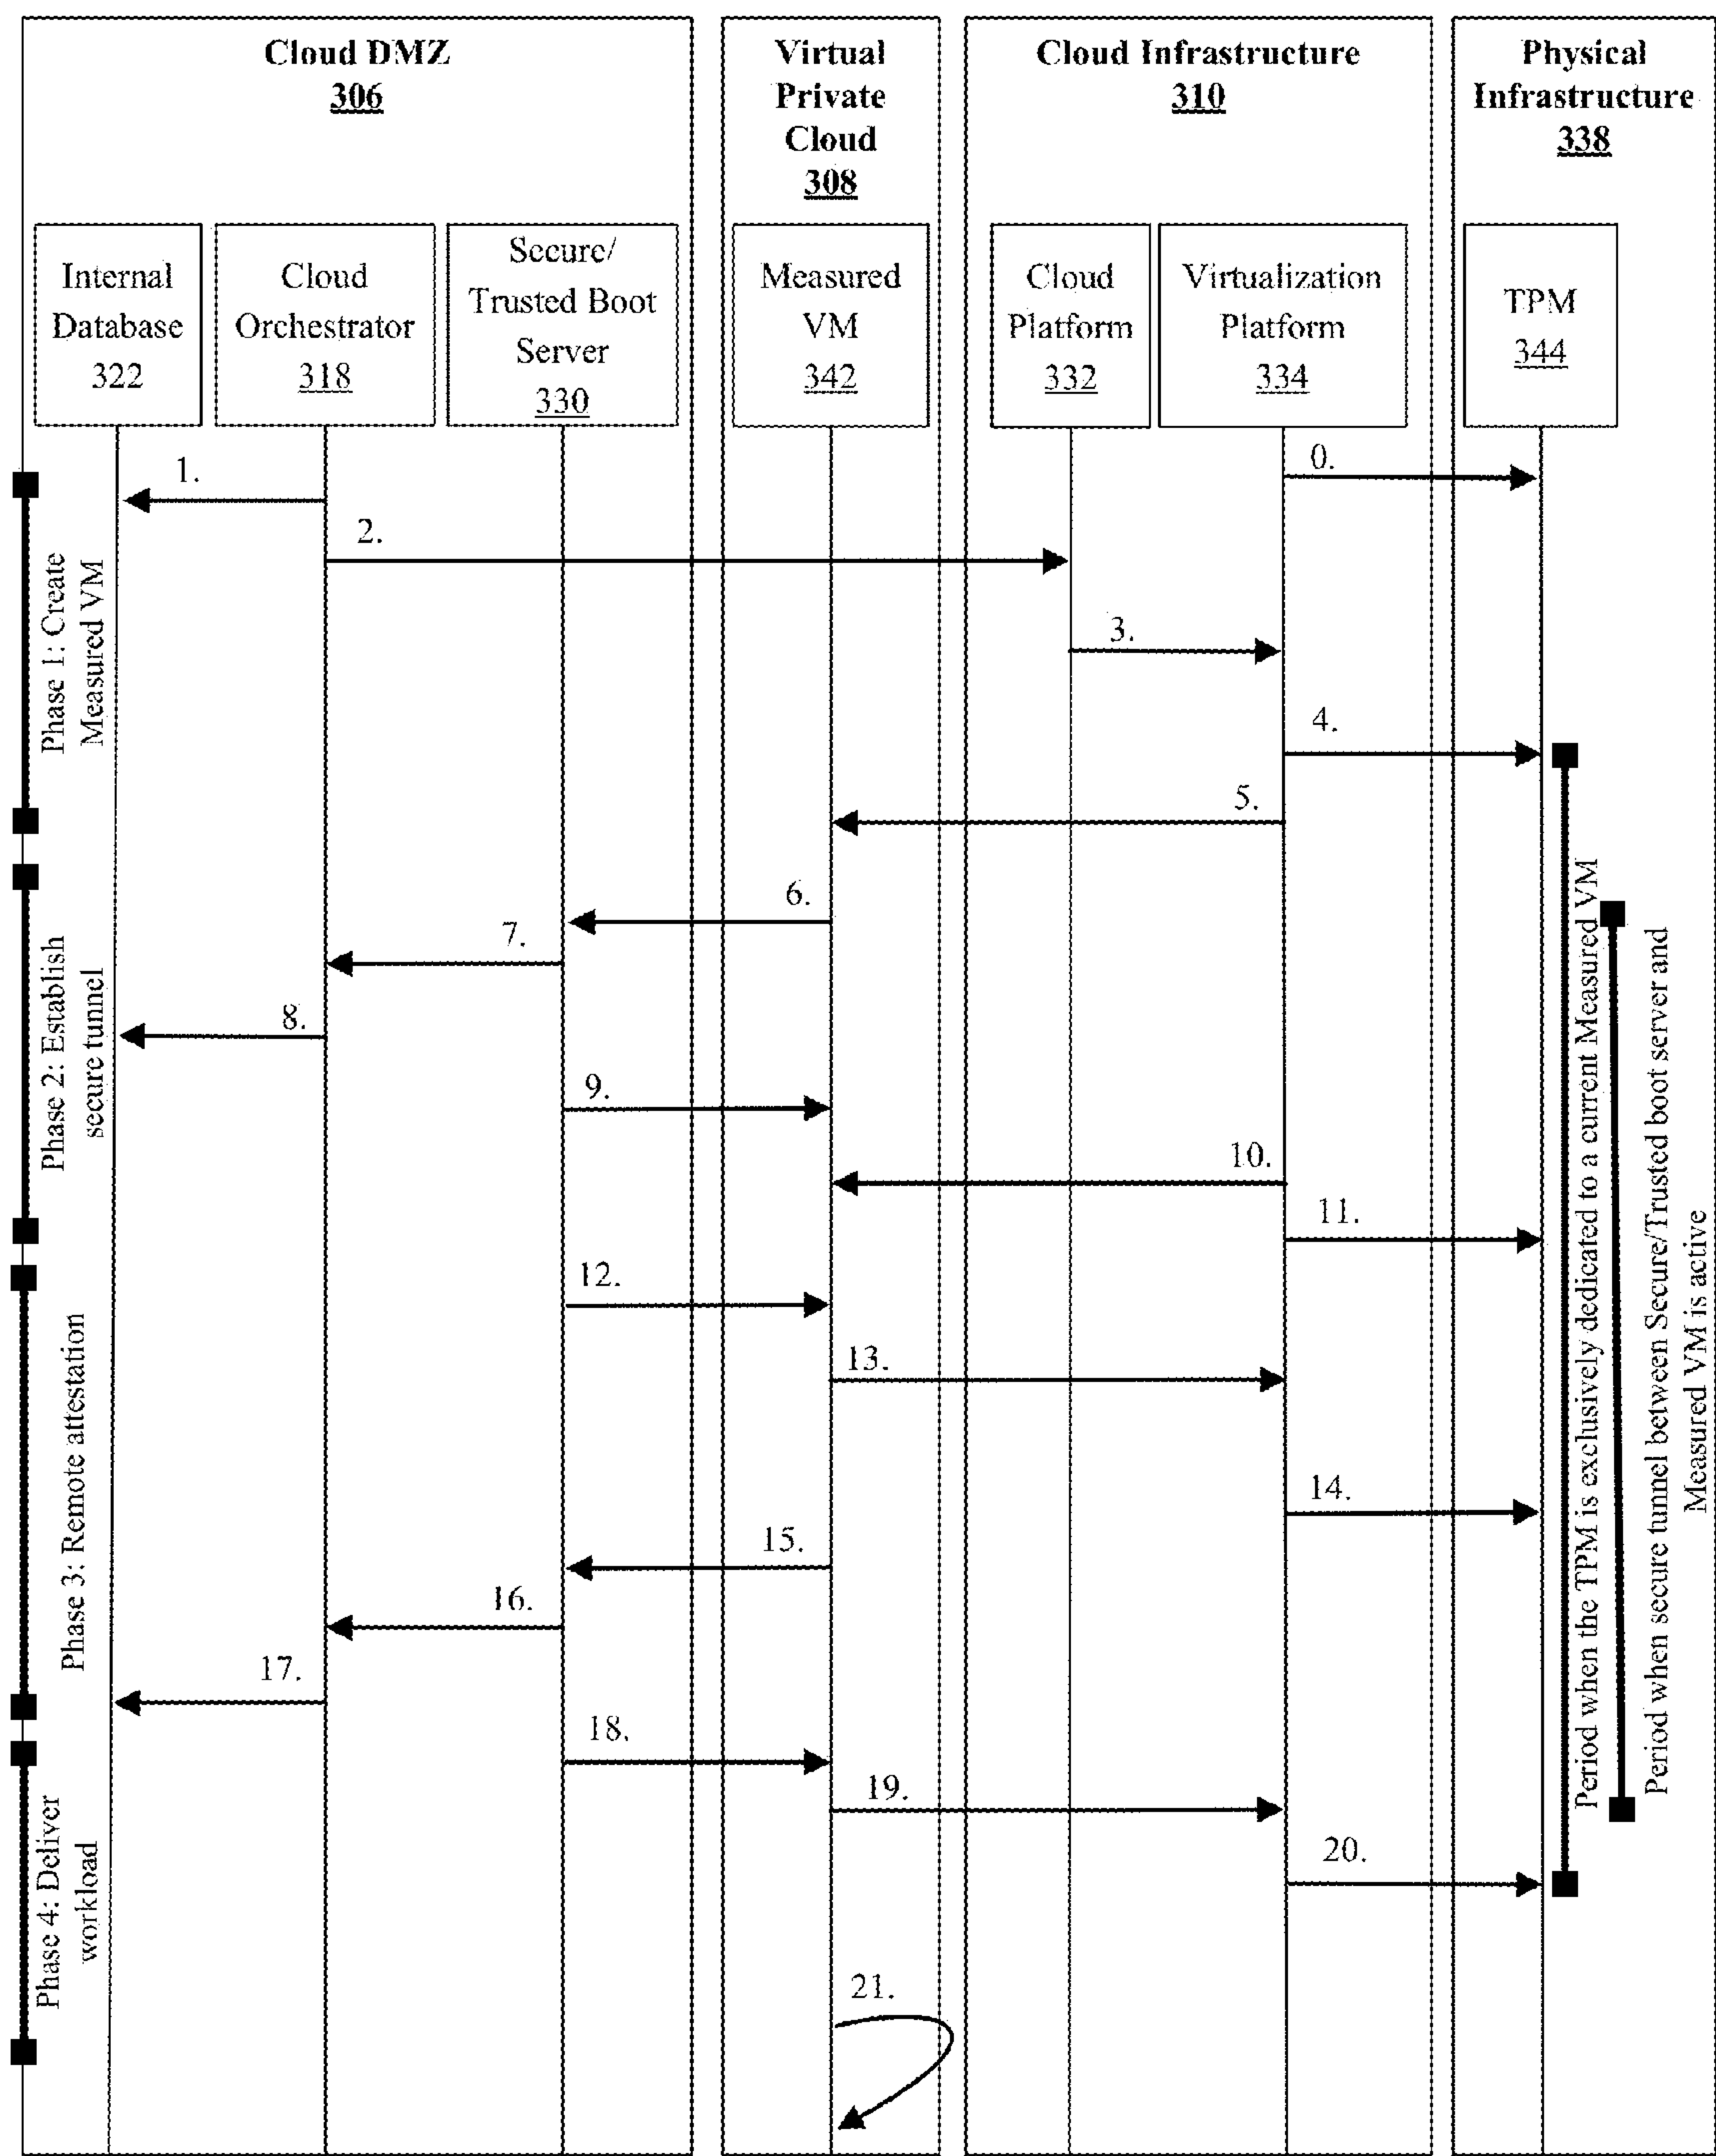 Cloud DMZ
306
Virtual
Private
Cloud
308
Cloud Infrastructure
310
Physical
Infrastructure
338
Internal
Database
322
Cloud
Orchestrator
318
Secure/
Trusted Boot
Server
330
Measured
VM
342
Cloud
Platform
332
Virtualization
Platform
334
TPM
344
0.
1.
2.
3.
4.
5.
6.
7.
8.
9.
10.
11.
12.
13.
14.
15.
16.
17.
18.
19.
20.
21.
Phase 1: Create
Measured VM
Phase 2: Establish
secure tunnel
Phase 3: Remote attestation
Phase 4: Deliver
workload
Period when the TPM is exclusively dedicated to a current Measured VM
Period when secure tunnel between Secure/Trusted boot server and
Measured VM is active